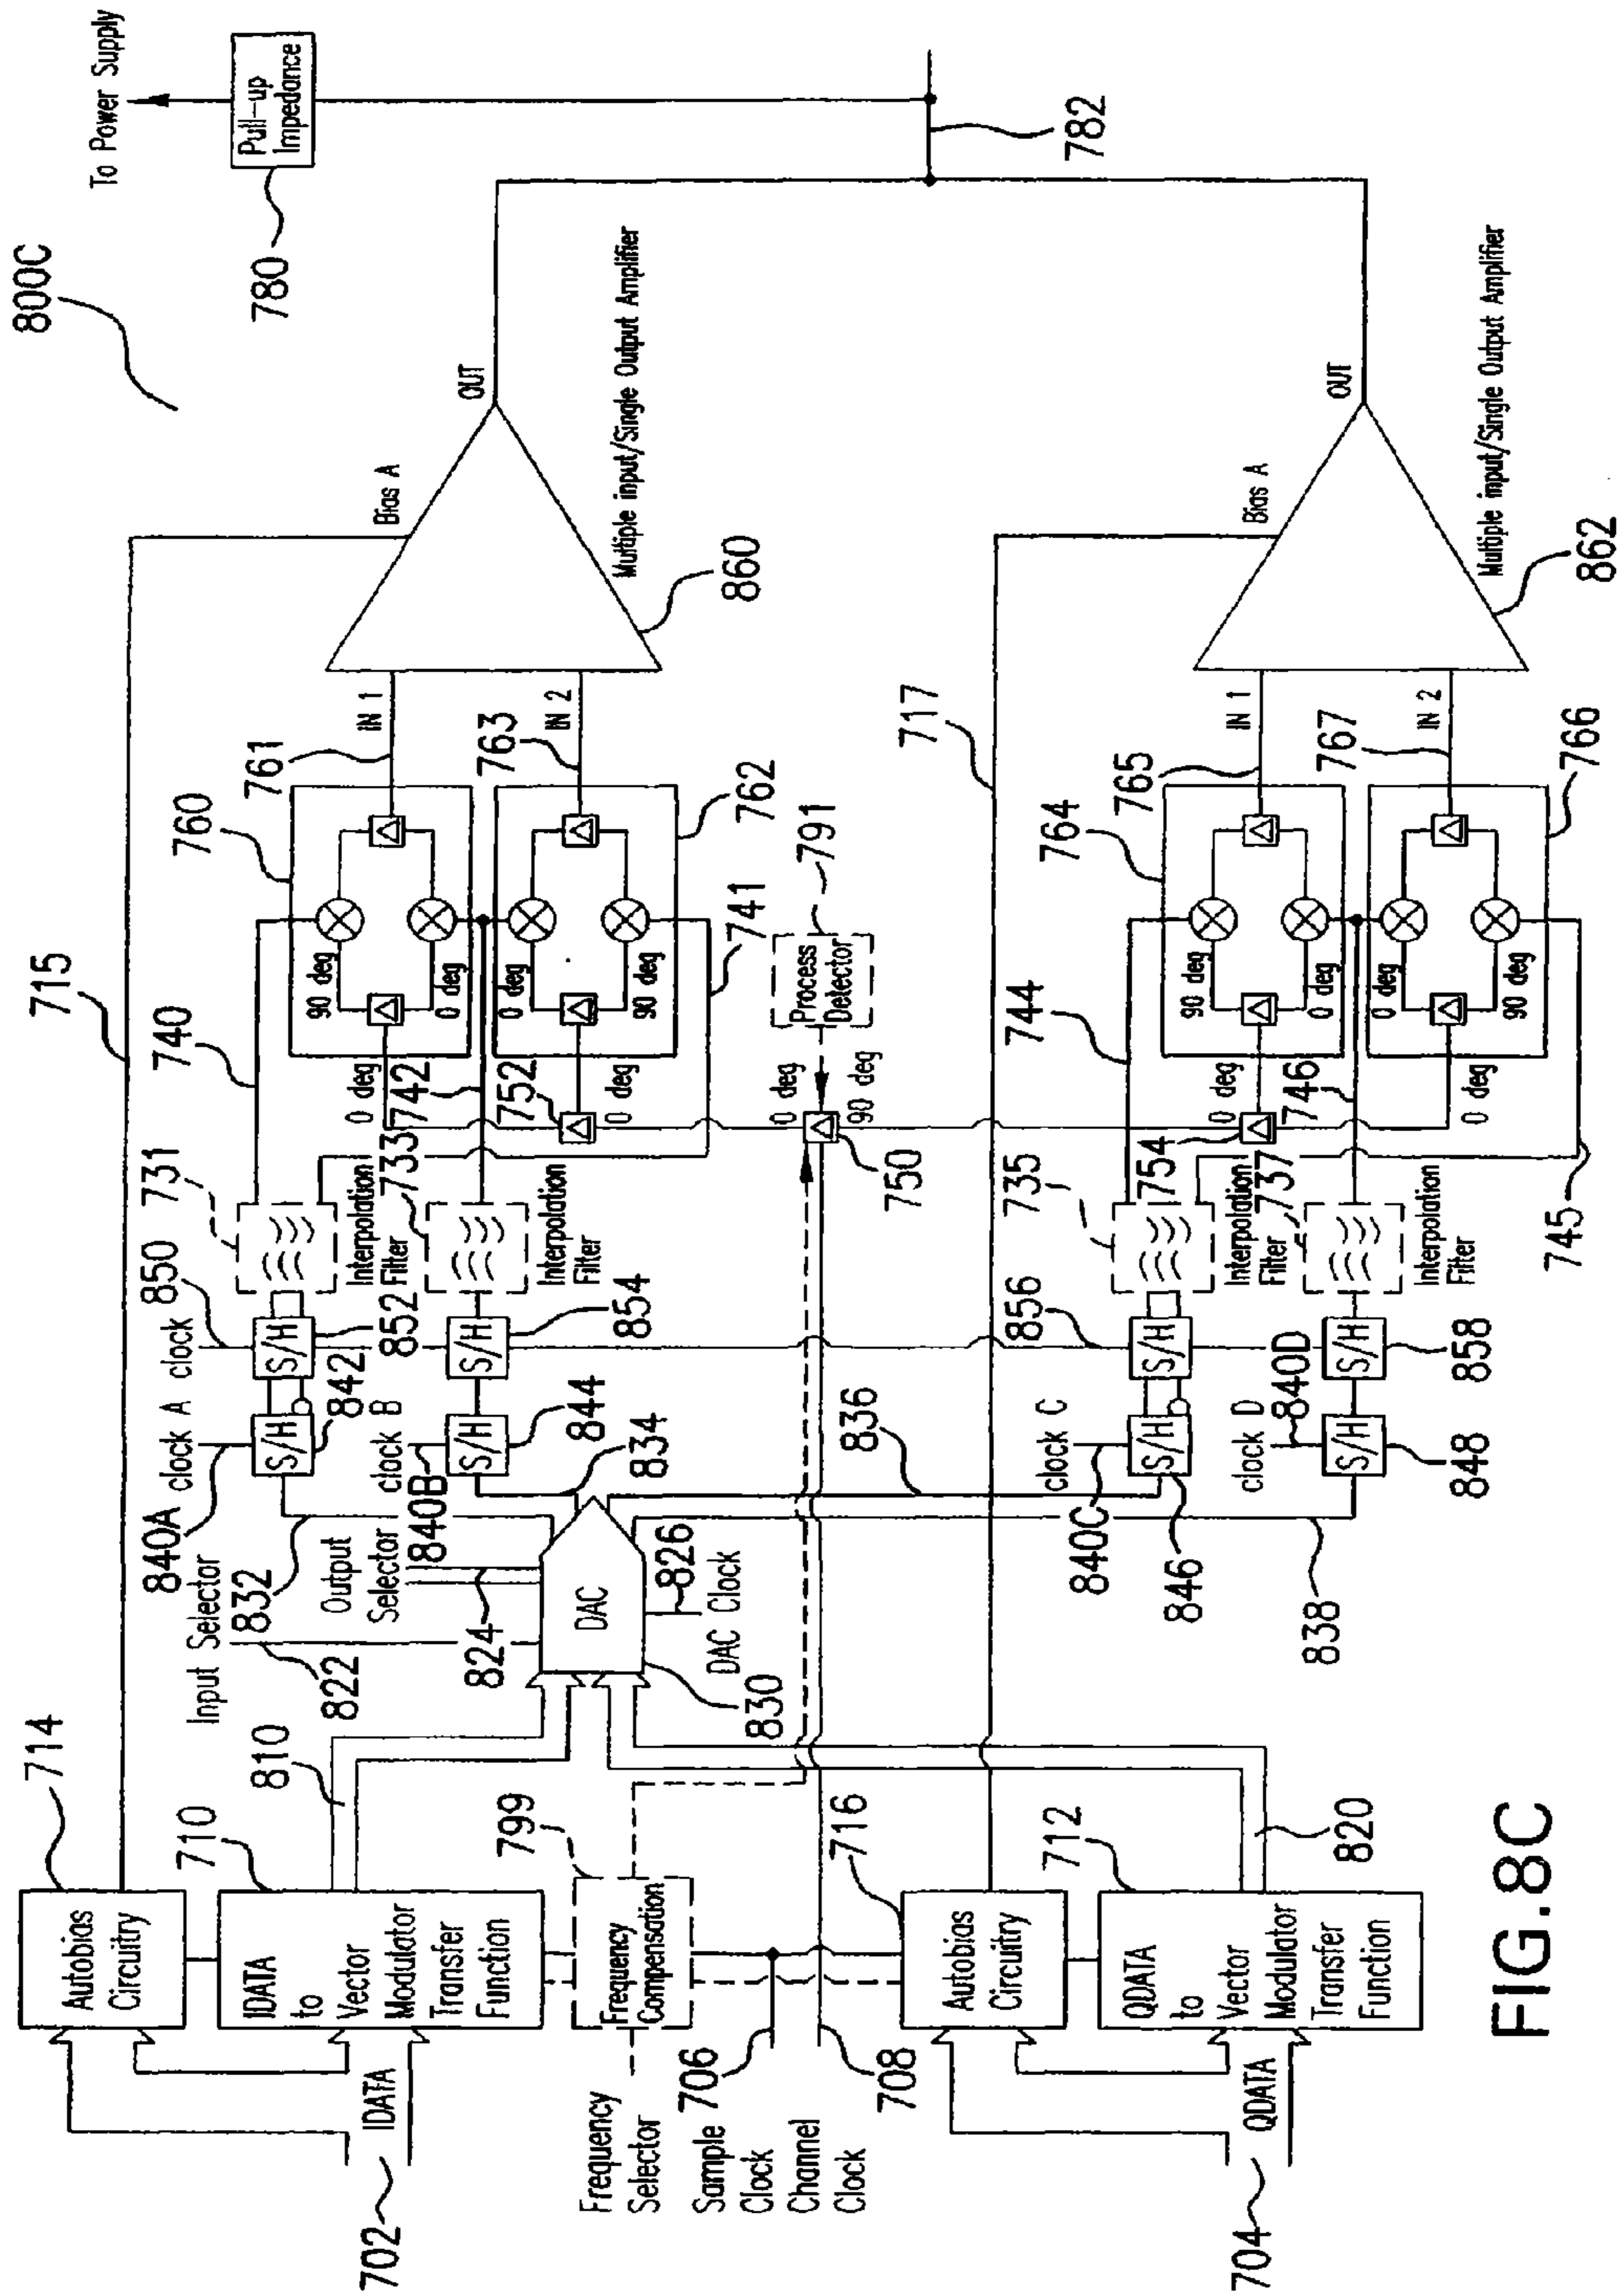 800C
To Power Supply
Pull-up
Impedance
780
782
714
Autobias
Circuitry
715
710
IDATA
to
Vector
Modulator
Transfer
Function
IDATA
702
810
Input Selector
822
Output
Selector
824
DAC
DAC Clock
826
830
832
834
836
838
clock A
840A
clock B
840B
clock C
840C
clock D
840D
clock
850
S/H
842
S/H
852
S/H
844
S/H
854
S/H
846
S/H
856
S/H
848
S/H
858
731
Interpolation
Filter
733
Interpolation
Filter
735
Interpolation
Filter
737
Interpolation
Filter
740
742
741
744
746
745
0 deg
752
0 deg
0 deg
90 deg
750
754
0 deg
0 deg
760
90 deg
0 deg
761
762
0 deg
90 deg
763
764
90 deg
0 deg
765
766
0 deg
90 deg
767
Process
Detector
791
IN 1
IN 2
Bias A
OUT
Multiple input/Single Output Amplifier
860
717
IN 1
IN 2
Bias A
OUT
Multiple input/Single Output Amplifier
862
799
Frequency
Compensation
Frequency
Selector
Sample
Clock
706
Channel
Clock
708
716
Autobias
Circuitry
712
QDATA
to
Vector
Modulator
Transfer
Function
QDATA
704
820
FIG.8C